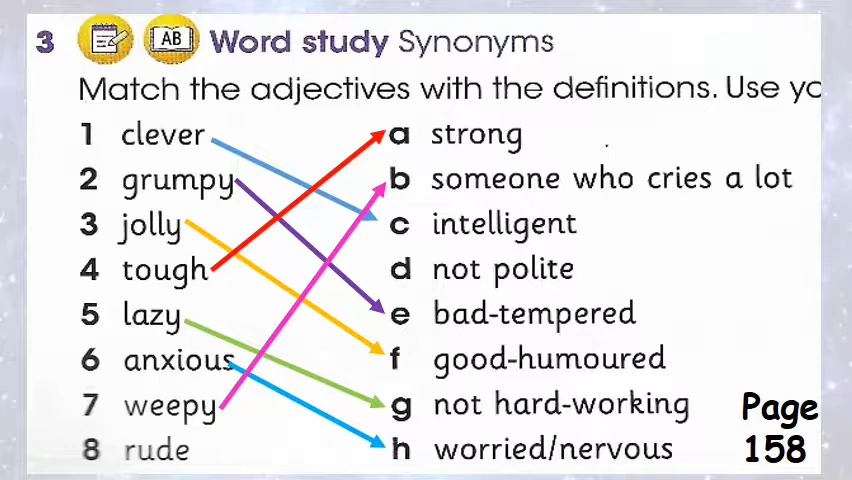 3 AB Word study Synonyms
Match the adjectives with the definitions. Use yo
1 clever a strong
2 grumpy b someone who cries a lot
3 jolly c intelligent
4 tough d not polite
5 lazy e bad-tempered
6 anxious f good-humoured
7 weepy g not hard-working
8 rude h worried/nervous
Page
158